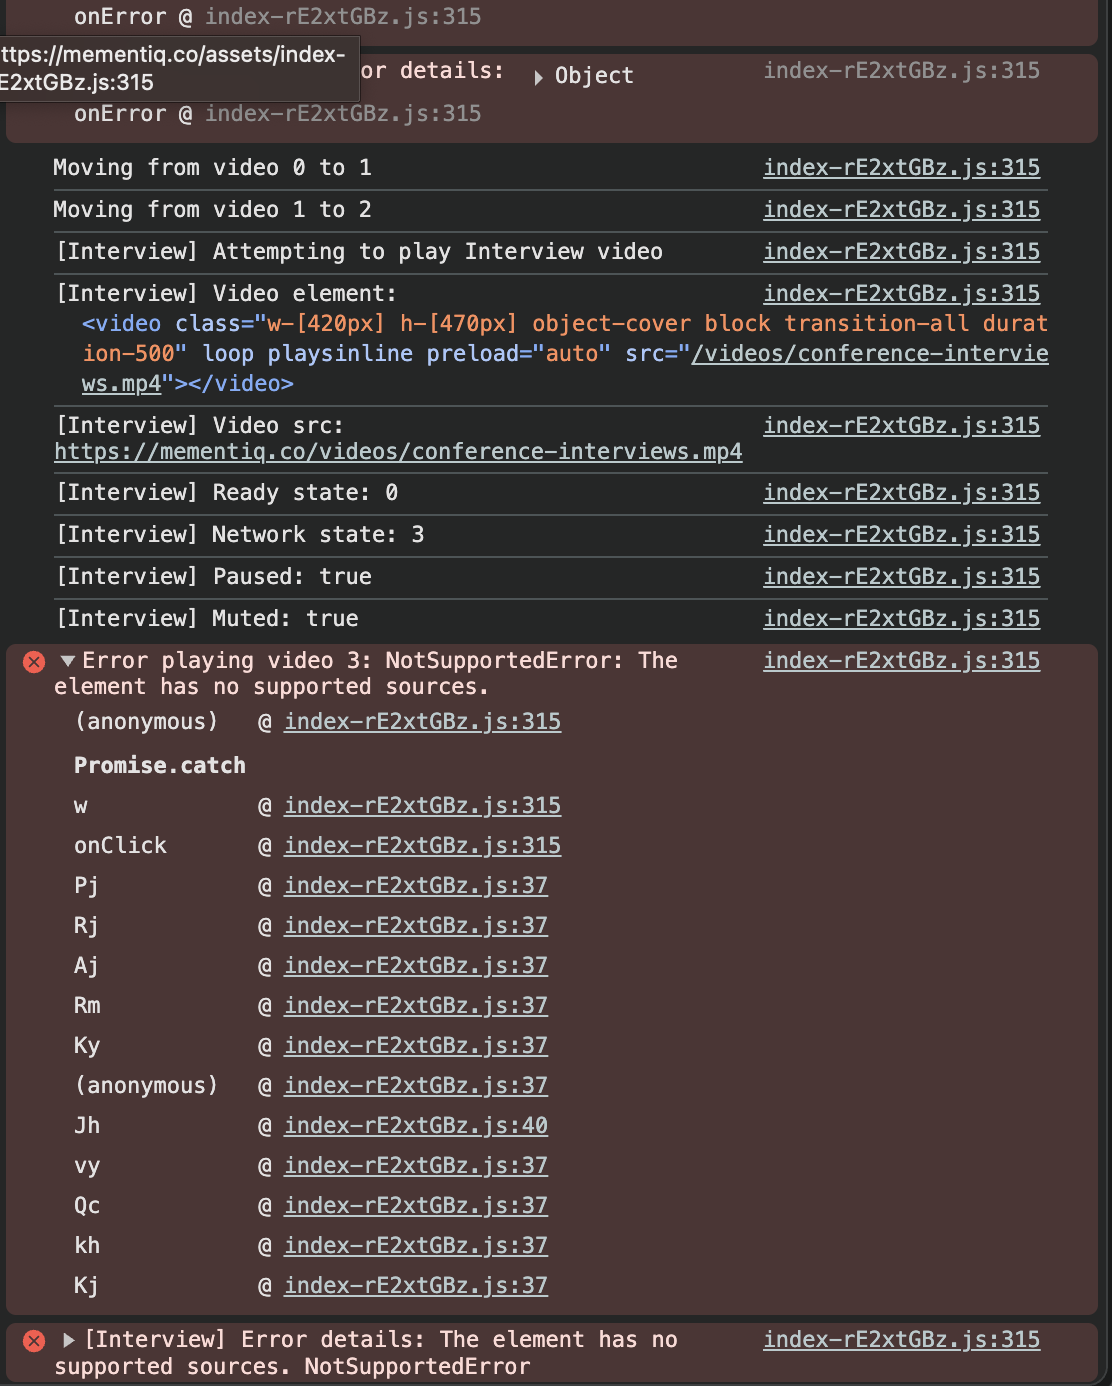 onError @ index-rE2xtGBz.js:315
ttps://mementiq.co/assets/index-
E2xtGBz.js:315
or details: ▶ Object index-rE2xtGBz.js:315
onError @ index-rE2xtGBz.js:315
Moving from video 0 to 1 index-rE2xtGBz.js:315
Moving from video 1 to 2 index-rE2xtGBz.js:315
[Interview] Attempting to play Interview video index-rE2xtGBz.js:315
[Interview] Video element: index-rE2xtGBz.js:315
<video class="w-[420px] h-[470px] object-cover block transition-all durat
ion-500" loop playsinline preload="auto" src="/videos/conference-intervie
ws.mp4"></video>
[Interview] Video src: index-rE2xtGBz.js:315
https://mementiq.co/videos/conference-interviews.mp4
[Interview] Ready state: 0 index-rE2xtGBz.js:315
[Interview] Network state: 3 index-rE2xtGBz.js:315
[Interview] Paused: true index-rE2xtGBz.js:315
[Interview] Muted: true index-rE2xtGBz.js:315
▼Error playing video 3: NotSupportedError: The index-rE2xtGBz.js:315
element has no supported sources.
(anonymous) @ index-rE2xtGBz.js:315
Promise.catch
w @ index-rE2xtGBz.js:315
onClick @ index-rE2xtGBz.js:315
Pj @ index-rE2xtGBz.js:37
Rj @ index-rE2xtGBz.js:37
Aj @ index-rE2xtGBz.js:37
Rm @ index-rE2xtGBz.js:37
Ky @ index-rE2xtGBz.js:37
(anonymous) @ index-rE2xtGBz.js:37
Jh @ index-rE2xtGBz.js:40
vy @ index-rE2xtGBz.js:37
Qc @ index-rE2xtGBz.js:37
kh @ index-rE2xtGBz.js:37
Kj @ index-rE2xtGBz.js:37
▶[Interview] Error details: The element has no index-rE2xtGBz.js:315
supported sources. NotSupportedError